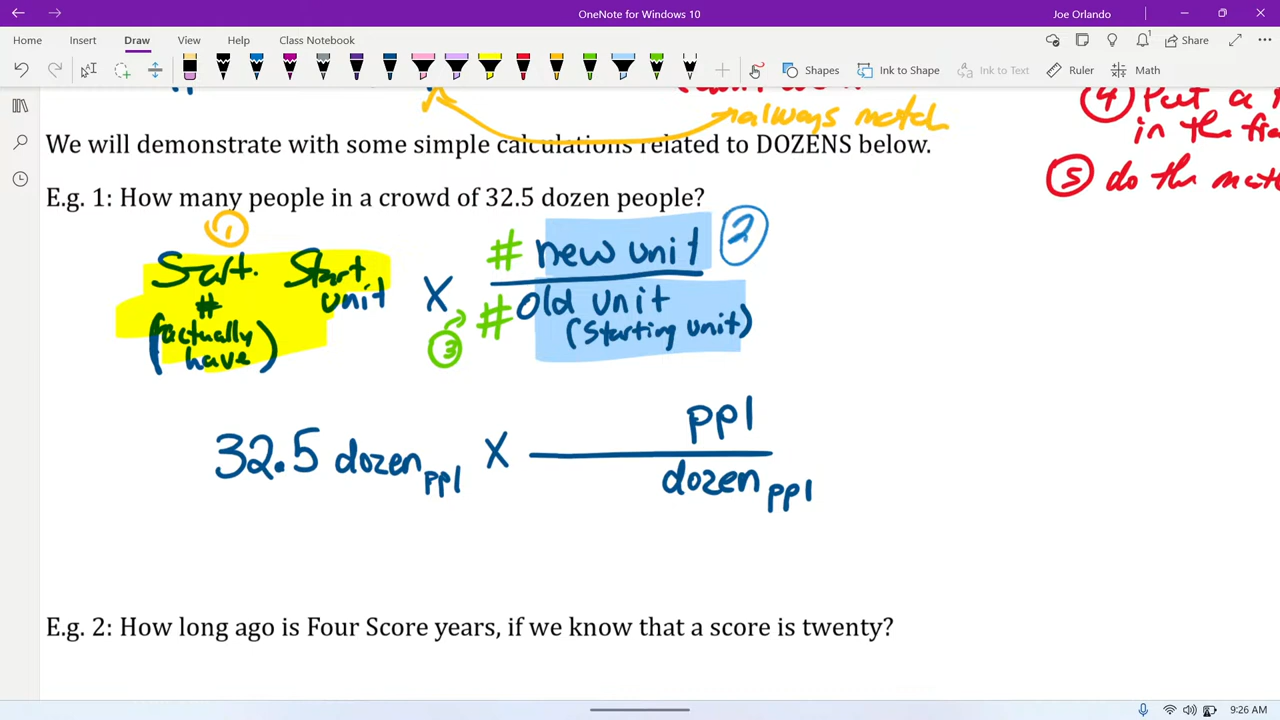 OneNote for Windows 10
Joe Orlando
Home Insert Draw View Help Class Notebook
Share
Shapes Ink to Shape Ink to Text Ruler Math
always match
④ Put a
in the
We will demonstrate with some simple calculations related to DOZENS below.
⑤ do the
E.g. 1: How many people in a crowd of 32.5 dozen people?
①
Start. Start unit X # new unit ②
# (factually have) ③ # old unit
(starting unit)
ppl
32.5 dozen ppl X
dozen ppl
E.g. 2: How long ago is Four Score years, if we know that a score is twenty?
9:26 AM